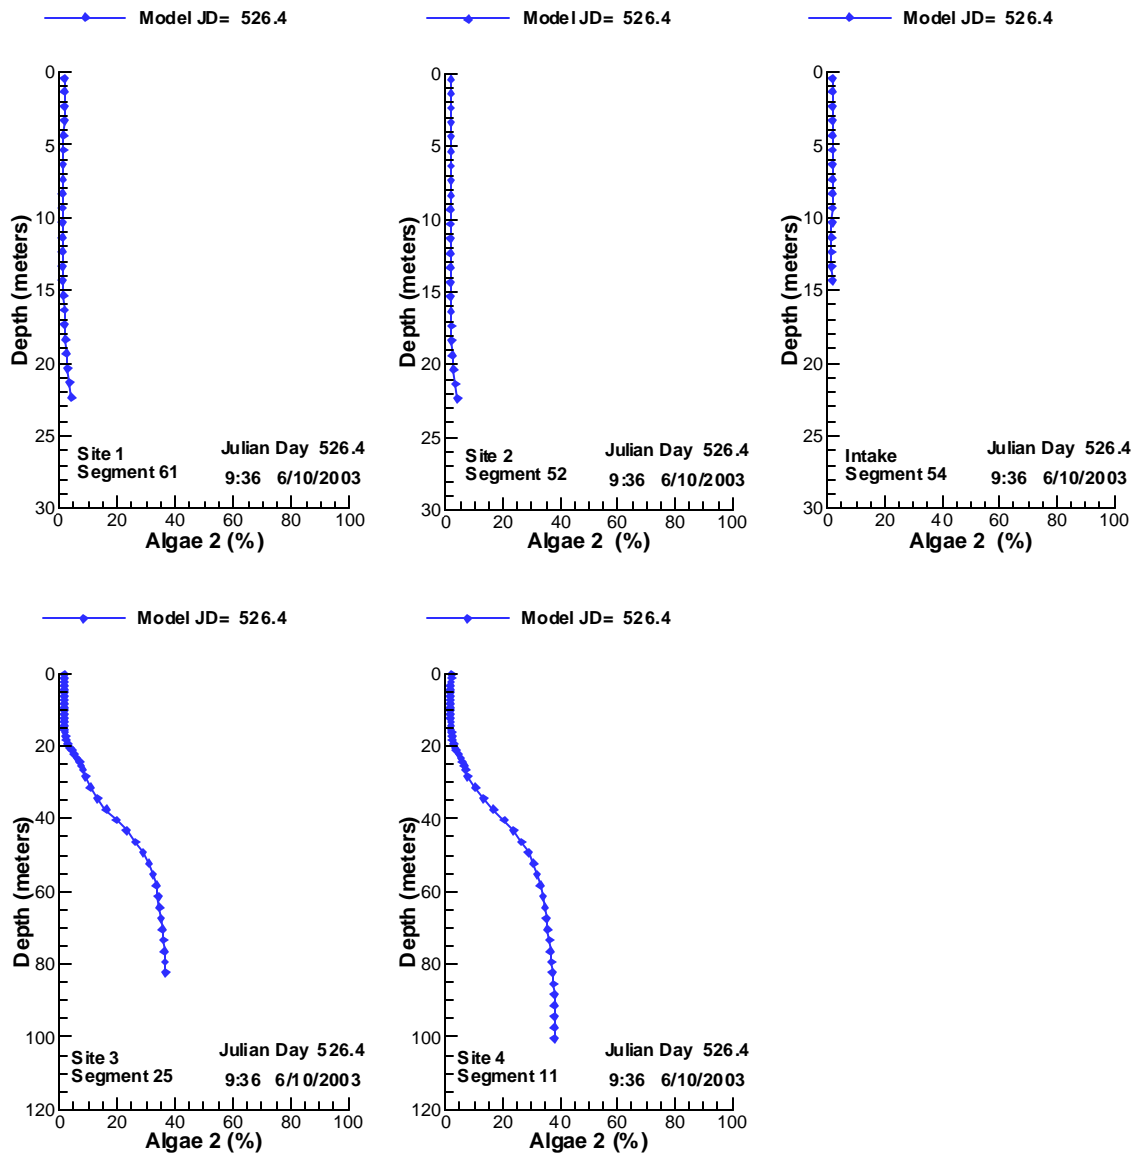 Model JD= 526.4
Model JD= 526.4
Model JD= 526.4
0
5
10
15
20
25
30
Depth (meters)
Site 1
Segment 61
Julian Day 526.4
9:36 6/10/2003
0 20 40 60 80 100
Algae 2 (%)
0
5
10
15
20
25
30
Depth (meters)
Site 2
Segment 52
Julian Day 526.4
9:36 6/10/2003
0 20 40 60 80 100
Algae 2 (%)
0
5
10
15
20
25
30
Depth (meters)
Intake
Segment 54
Julian Day 526.4
9:36 6/10/2003
0 20 40 60 80 100
Algae 2 (%)
Model JD= 526.4
Model JD= 526.4
0
20
40
60
80
100
120
Depth (meters)
Site 3
Segment 25
Julian Day 526.4
9:36 6/10/2003
0 20 40 60 80 100
Algae 2 (%)
0
20
40
60
80
100
120
Depth (meters)
Site 4
Segment 11
Julian Day 526.4
9:36 6/10/2003
0 20 40 60 80 100
Algae 2 (%)